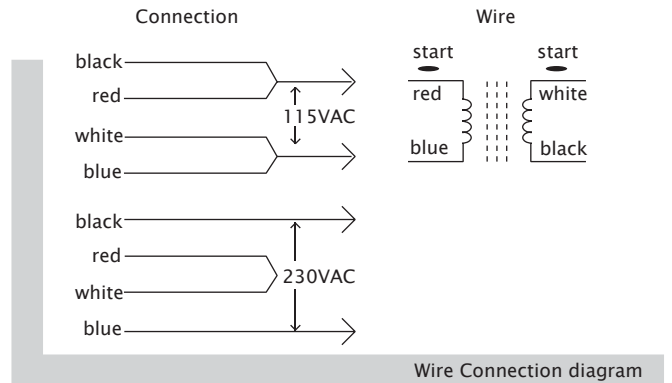 Connection
black
red
115VAC
white
blue
black
red
230VAC
white
blue
Wire
start start
red white
blue black
Wire Connection diagram